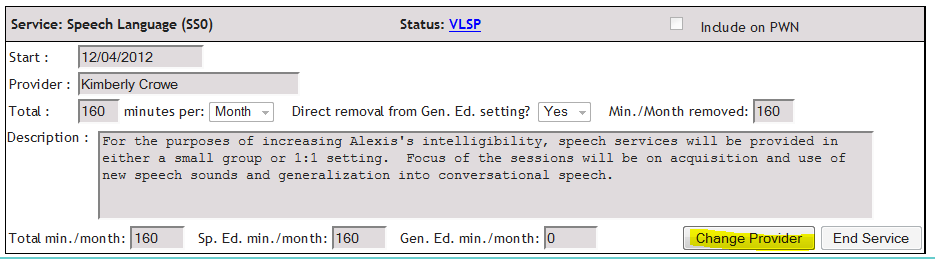 Service: Speech Language (SS0) Status: VLSP Include on PWN
Start : 12/04/2012
Provider : Kimberly Crowe
Total : 160 minutes per: Month Direct removal from Gen. Ed. setting? Yes Min./Month removed: 160
Description : For the purposes of increasing Alexis's intelligibility, speech services will be provided in
either a small group or 1:1 setting. Focus of the sessions will be on acquisition and use of
new speech sounds and generalization into conversational speech.
Total min./month: 160 Sp. Ed. min./month: 160 Gen. Ed. min./month: 0 Change Provider End Service